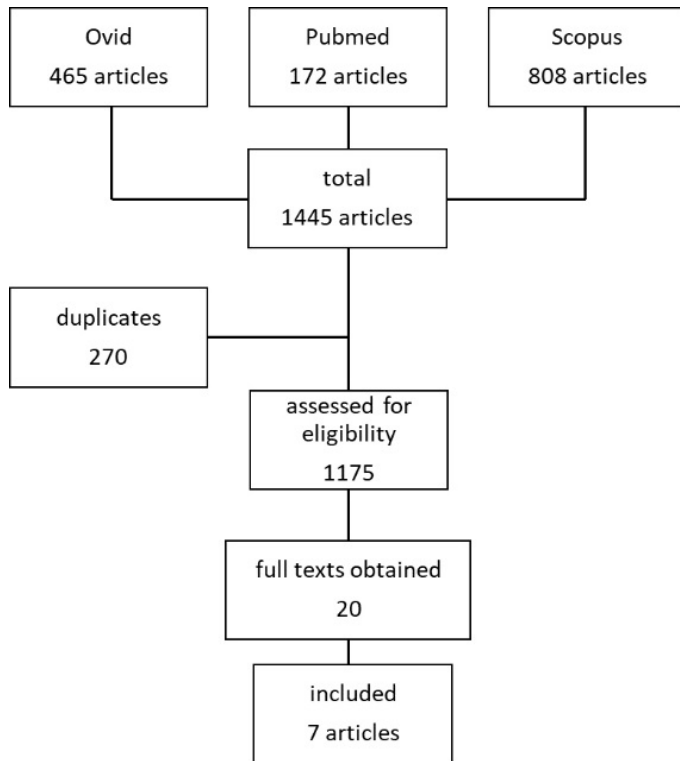 Ovid
465 articles
Pubmed
172 articles
Scopus
808 articles
total
1445 articles
duplicates
270
assessed for
eligibility
1175
full texts obtained
20
included
7 articles